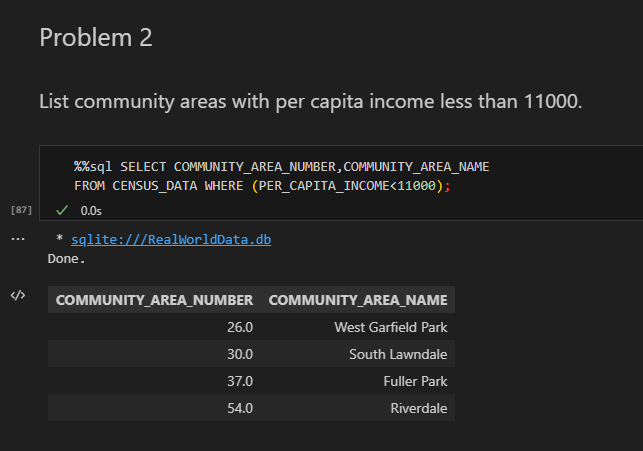 Problem 2
List community areas with per capita income less than 11000.
%%sql SELECT COMMUNITY_AREA_NUMBER,COMMUNITY_AREA_NAME
FROM CENSUS_DATA WHERE (PER_CAPITA_INCOME<11000);
[87] ✓ 0.0s
... * sqlite:///RealWorldData.db
Done.
</> COMMUNITY_AREA_NUMBER COMMUNITY_AREA_NAME
26.0 West Garfield Park
30.0 South Lawndale
37.0 Fuller Park
54.0 Riverdale